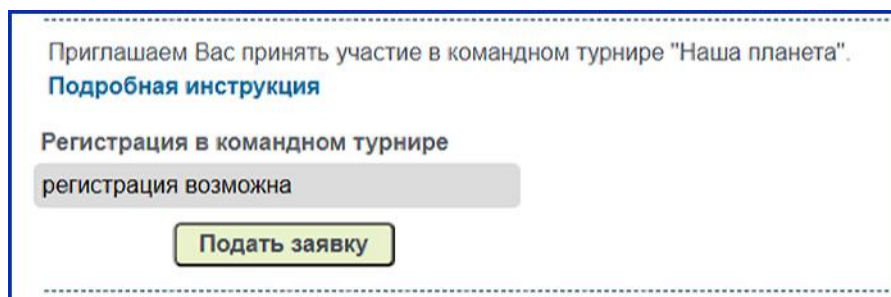 Приглашаем Вас принять участие в командном турнире "Наша планета".
Подробная инструкция
Регистрация в командном турнире
регистрация возможна
Подать заявку